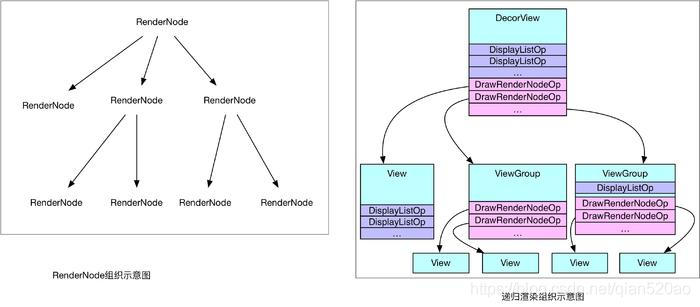 RenderNode
RenderNode
RenderNode
RenderNode
RenderNode
RenderNode
RenderNode
RenderNode
RenderNode组织示意图
DecorView
DisplayListOp
DisplayListOp
...
DrawRenderNodeOp
DrawRenderNodeOp
...
View
DisplayListOp
DisplayListOp
...
ViewGroup
DrawRenderNodeOp
DrawRenderNodeOp
...
ViewGroup
DisplayListOp
DrawRenderNodeOp
DrawRenderNodeOp
...
View
View
View
View
递归渲染组织示意图
https://blog.csdn.net/qian520ao